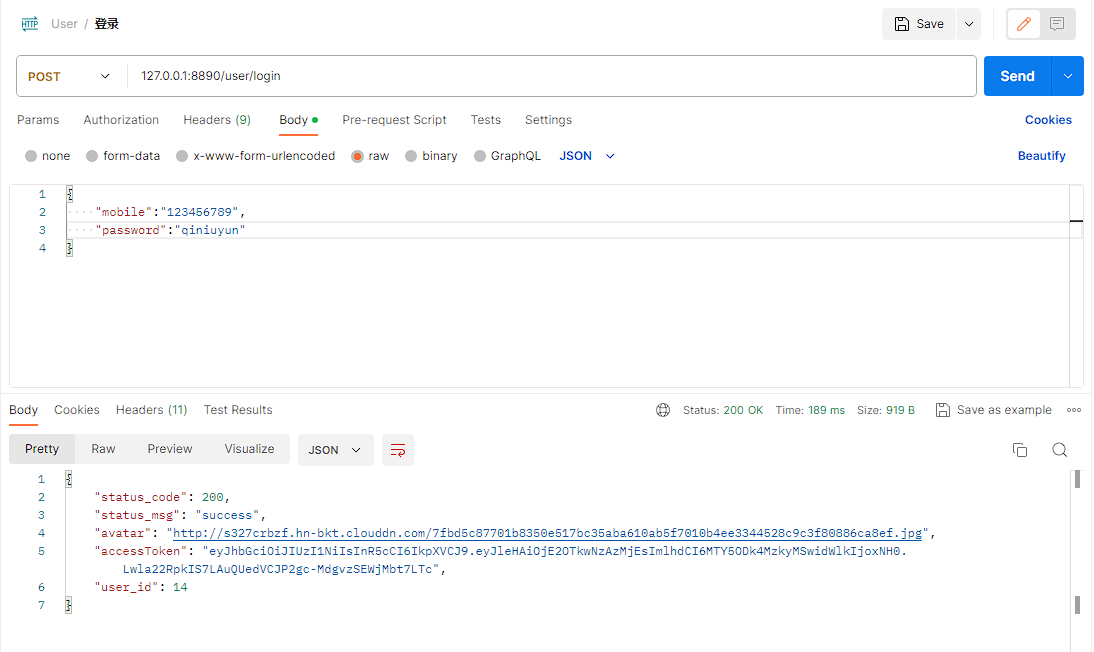 HTTP User / 登录 Save
POST 127.0.0.1:8890/user/login Send
Params Authorization Headers (9) Body Pre-request Script Tests Settings Cookies
none form-data x-www-form-urlencoded raw binary GraphQL JSON Beautify
1 {
2 "mobile":"123456789",
3 "password":"qiniuyun"
4 }
Body Cookies Headers (11) Test Results Status: 200 OK Time: 189 ms Size: 919 B Save as example
Pretty Raw Preview Visualize JSON
1 {
2 "status_code": 200,
3 "status_msg": "success",
4 "avatar": "http://s327crbzf.hn-bkt.clouddn.com/7fbd5c87701b8350e517bc35aba610ab5f7010b4ee3344528c9c3f80886ca8ef.jpg",
5 "accessToken": "eyJhbGciOiJIUzI1NiIsInR5cCI6IkpXVCJ9.eyJleHAiOjE2OTkwNzAzMjEsImlhdCI6MTY5ODk4MzkyMSwidWlkIjoxNH0.
Lwla22RpkIS7LAuQUedVCJP2gc-MdgvzSEWjMbt7LTc",
6 "user_id": 14
7 }